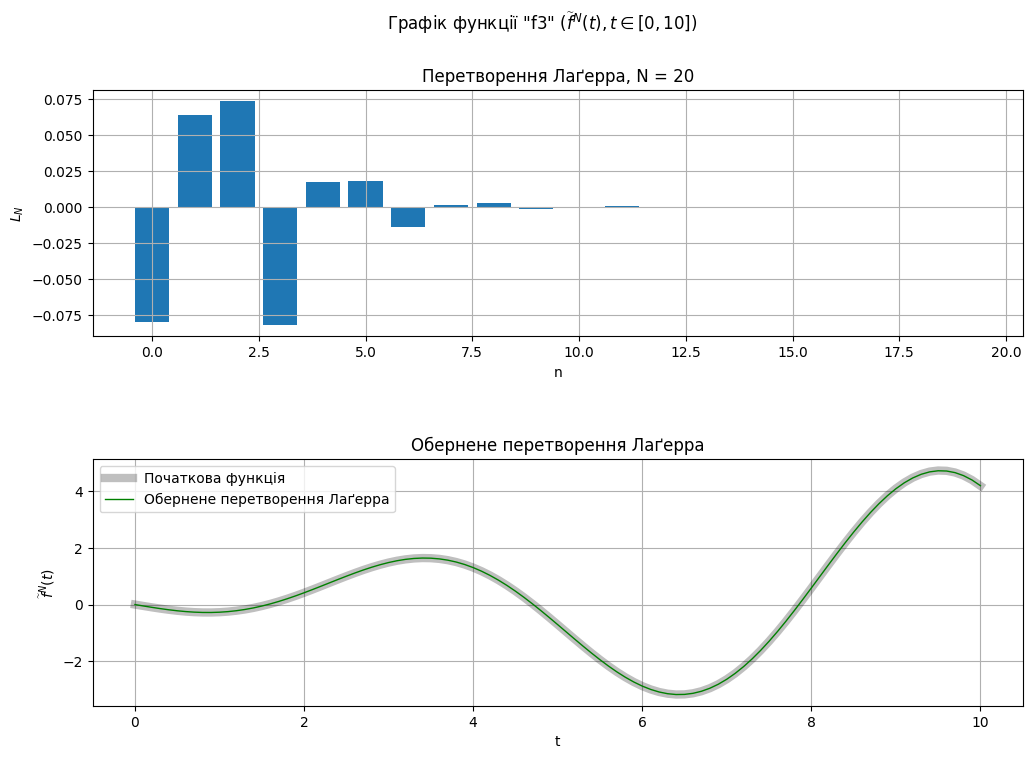 Графік функції "f3" ($\tilde{f}^N(t), t \in [0, 10]$)
Перетворення Лаґерра, N = 20
0.075
0.050
0.025
0.000
−0.025
−0.050
−0.075
$L_N$
0.0 2.5 5.0 7.5 10.0 12.5 15.0 17.5 20.0
n
Обернене перетворення Лаґерра
Початкова функція
Обернене перетворення Лаґерра
4
2
0
−2
$\tilde{f}^N(t)$
0 2 4 6 8 10
t